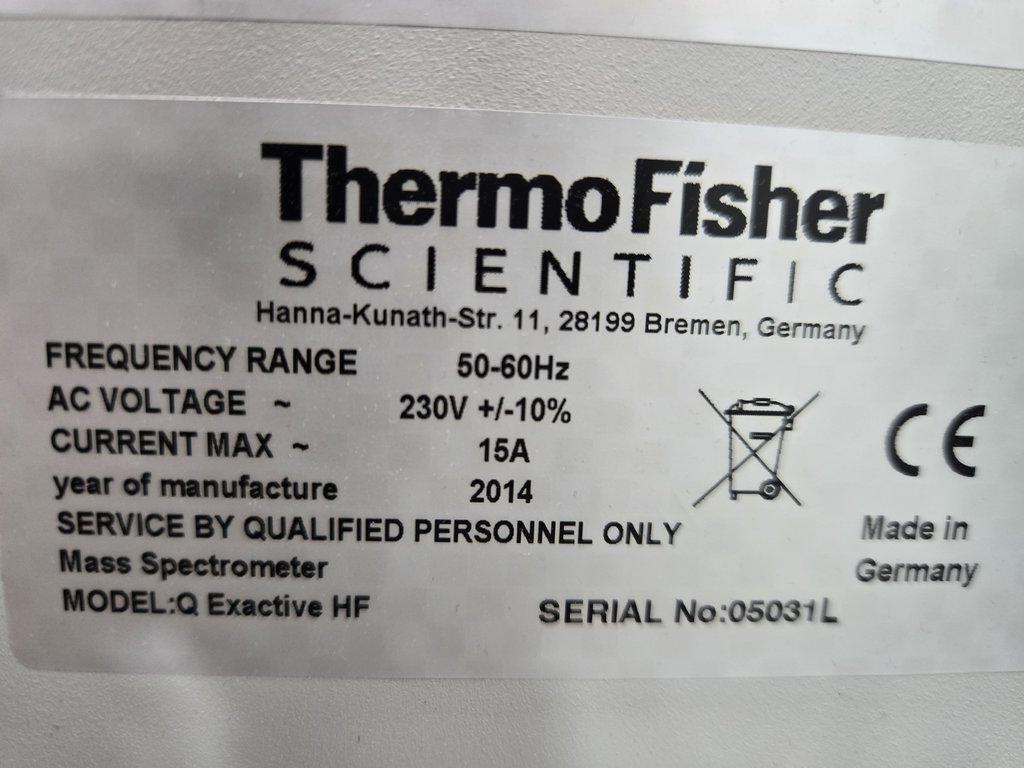 ThermoFisher
SCIENTIFIC
Hanna-Kunath-Str. 11, 28199 Bremen, Germany
FREQUENCY RANGE 50-60Hz
AC VOLTAGE ~ 230V +/-10%
CURRENT MAX ~ 15A
year of manufacture 2014
CE
SERVICE BY QUALIFIED PERSONNEL ONLY
Made in
Germany
Mass Spectrometer
MODEL:Q Exactive HF SERIAL No:05031L